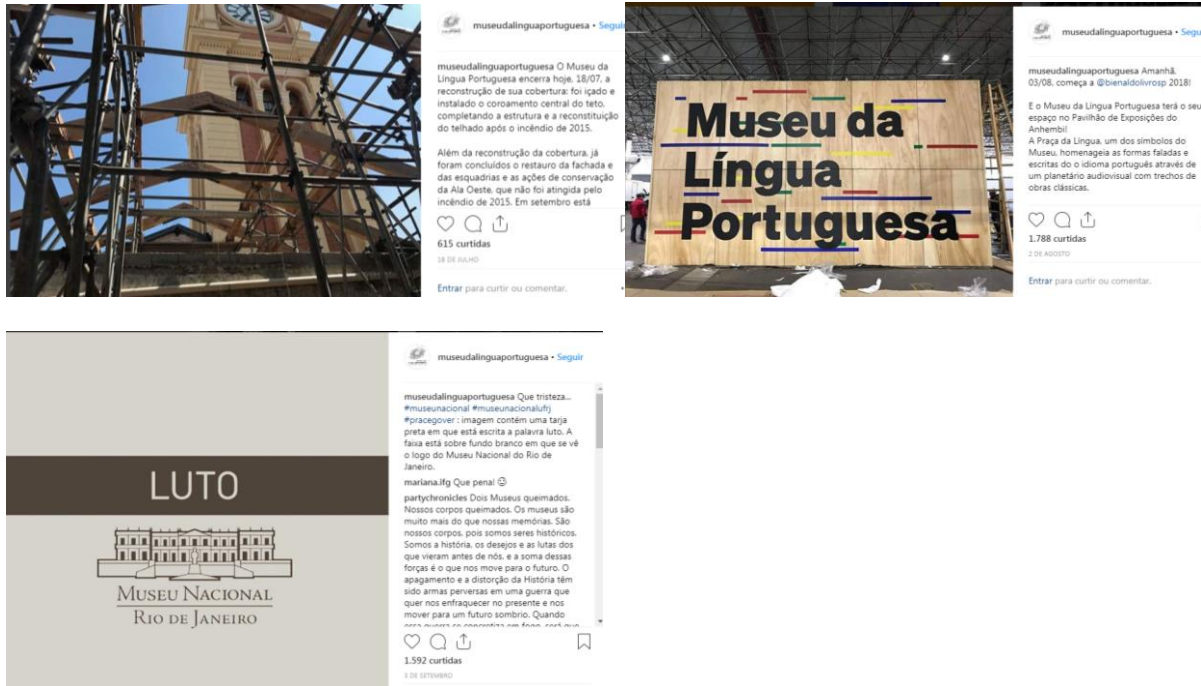 museudalinguaportuguesa • Seguir
museudalinguaportuguesa O Museu da
Língua Portuguesa encerra hoje, 18/07, a
reconstrução de sua cobertura: foi içado e
instalado o coroamento central do teto,
completando a estrutura e a reconstituição
do telhado após o incêndio de 2015.
Além da reconstrução da cobertura, já
foram concluídos o restauro da fachada e
das esquadrias e as ações de conservação
da Ala Oeste, que não foi atingida pelo
incêndio de 2015. Em setembro está
615 curtidas
18 DE JULHO
Entrar para curtir ou comentar.
Museu da
Língua
Portuguesa
museudalinguaportuguesa • Segu
museudalinguaportuguesa Amanhã,
03/08, começa a @bienaldolivrosp 2018!
E o Museu da Língua Portuguesa terá o seu
espaço no Pavilhão de Exposições do
Anhembi!
A Praça da Língua, um dos símbolos do
Museu, homenageia as formas faladas e
escritas do o idioma português através de
um planetário audiovisual com trechos de
obras clássicas.
1.788 curtidas
2 DE AGOSTO
Entrar para curtir ou comentar.
LUTO
MUSEU NACIONAL
RIO DE JANEIRO
museudalinguaportuguesa • Seguir
museudalinguaportuguesa Que tristeza...
#museunacional #museunacionalufrj
#pracegover : imagem contém uma tarja
preta em que está escrita a palavra luto. A
faixa está sobre fundo branco em que se vê
o logo do Museu Nacional do Rio de
Janeiro.
mariana.ifg Que pena!
partychronicles Dois Museus queimados.
Nossos corpos queimados. Os museus são
muito mais do que nossas memórias. São
nossos corpos, pois somos seres históricos.
Somos a história, os desejos e as lutas dos
que vieram antes de nós, e a soma dessas
forças é o que nos move para o futuro. O
apagamento e a distorção da História têm
sido armas perversas em uma guerra que
quer nos enfraquecer no presente e nos
mover para um futuro sombrio. Quando
1.592 curtidas
3 DE SETEMBRO